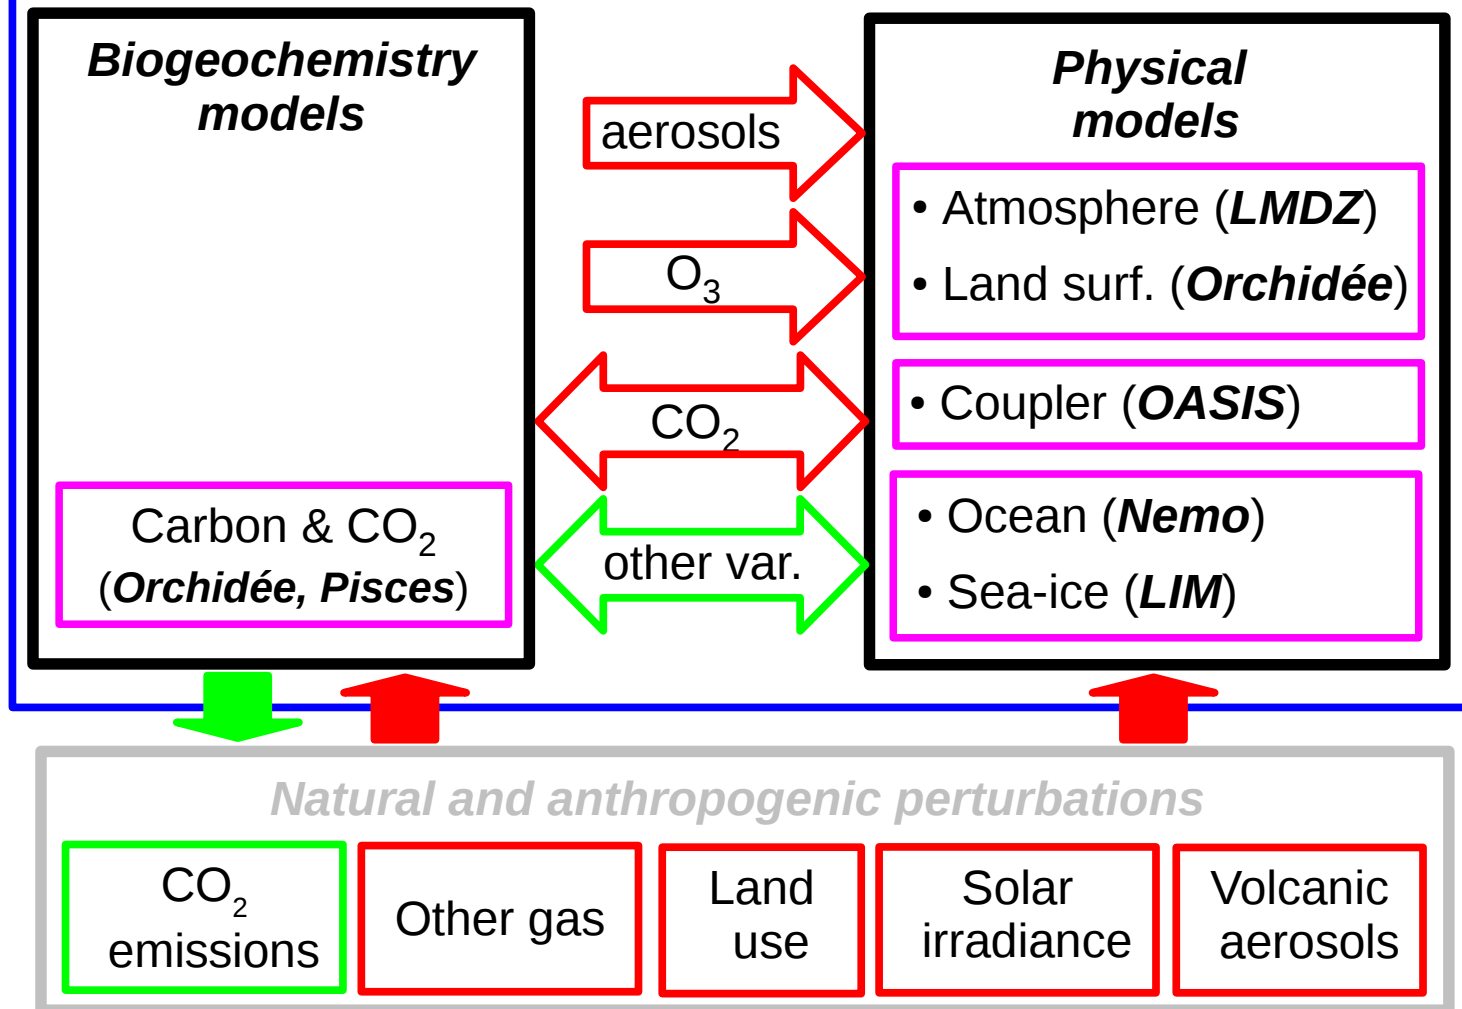 Biogeochemistry
models
Carbon & CO₂
(Orchidée, Pisces)
aerosols
O₃
CO₂
other var.
Physical
models
• Atmosphere (LMDZ)
• Land surf. (Orchidée)
• Coupler (OASIS)
• Ocean (Nemo)
• Sea-ice (LIM)
Natural and anthropogenic perturbations
CO₂
emissions
Other gas
Land
use
Solar
irradiance
Volcanic
aerosols